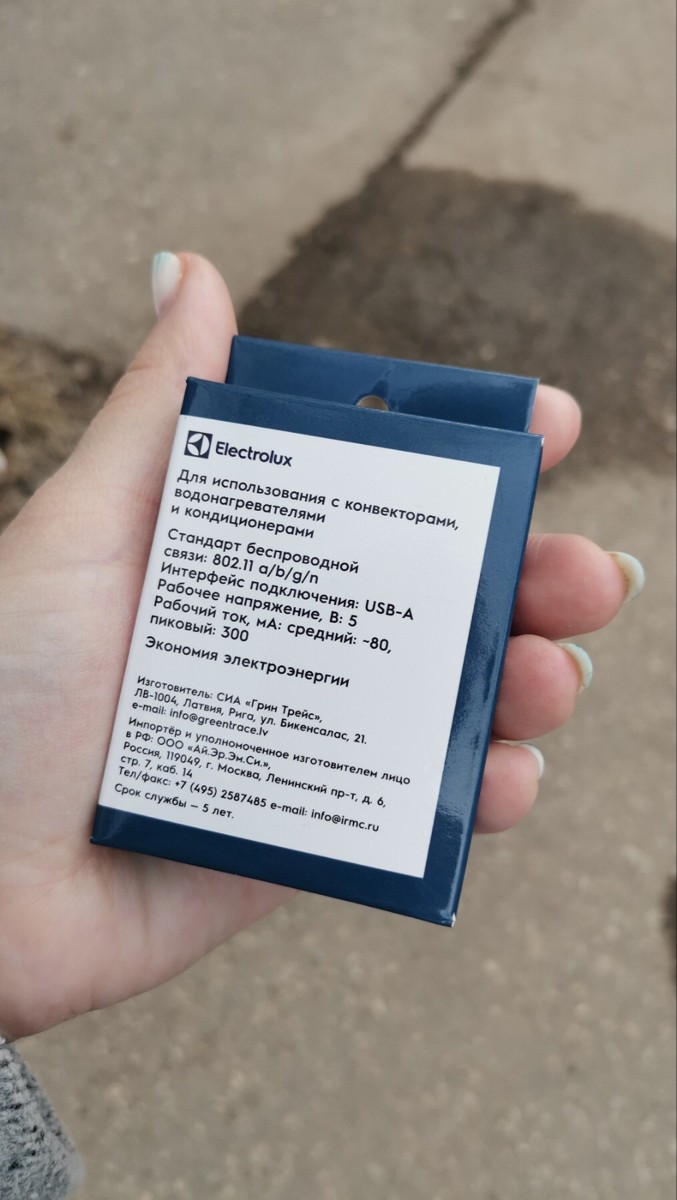 Electrolux
Для использования с конвекторами,
водонагревателями
и кондиционерами
Стандарт беспроводной
связи: 802.11 a/b/g/n
Интерфейс подключения: USB-A
Рабочее напряжение, В: 5
Рабочий ток, мА: средний: ~80,
пиковый: 300
Экономия электроэнергии
Изготовитель: СИА «Грин Трейс»,
ЛВ-1004, Латвия, Рига, ул. Бикенсалас, 21.
e-mail: info@greentrace.lv
Импортёр и уполномоченное изготовителем лицо
в РФ: ООО «Ай.Эр.Эм.Си.»,
Россия, 119049, г. Москва, Ленинский пр-т, д. 6,
стр. 7, каб. 14
Тел/факс: +7 (495) 2587485 e-mail: info@irmc.ru
Срок службы – 5 лет.